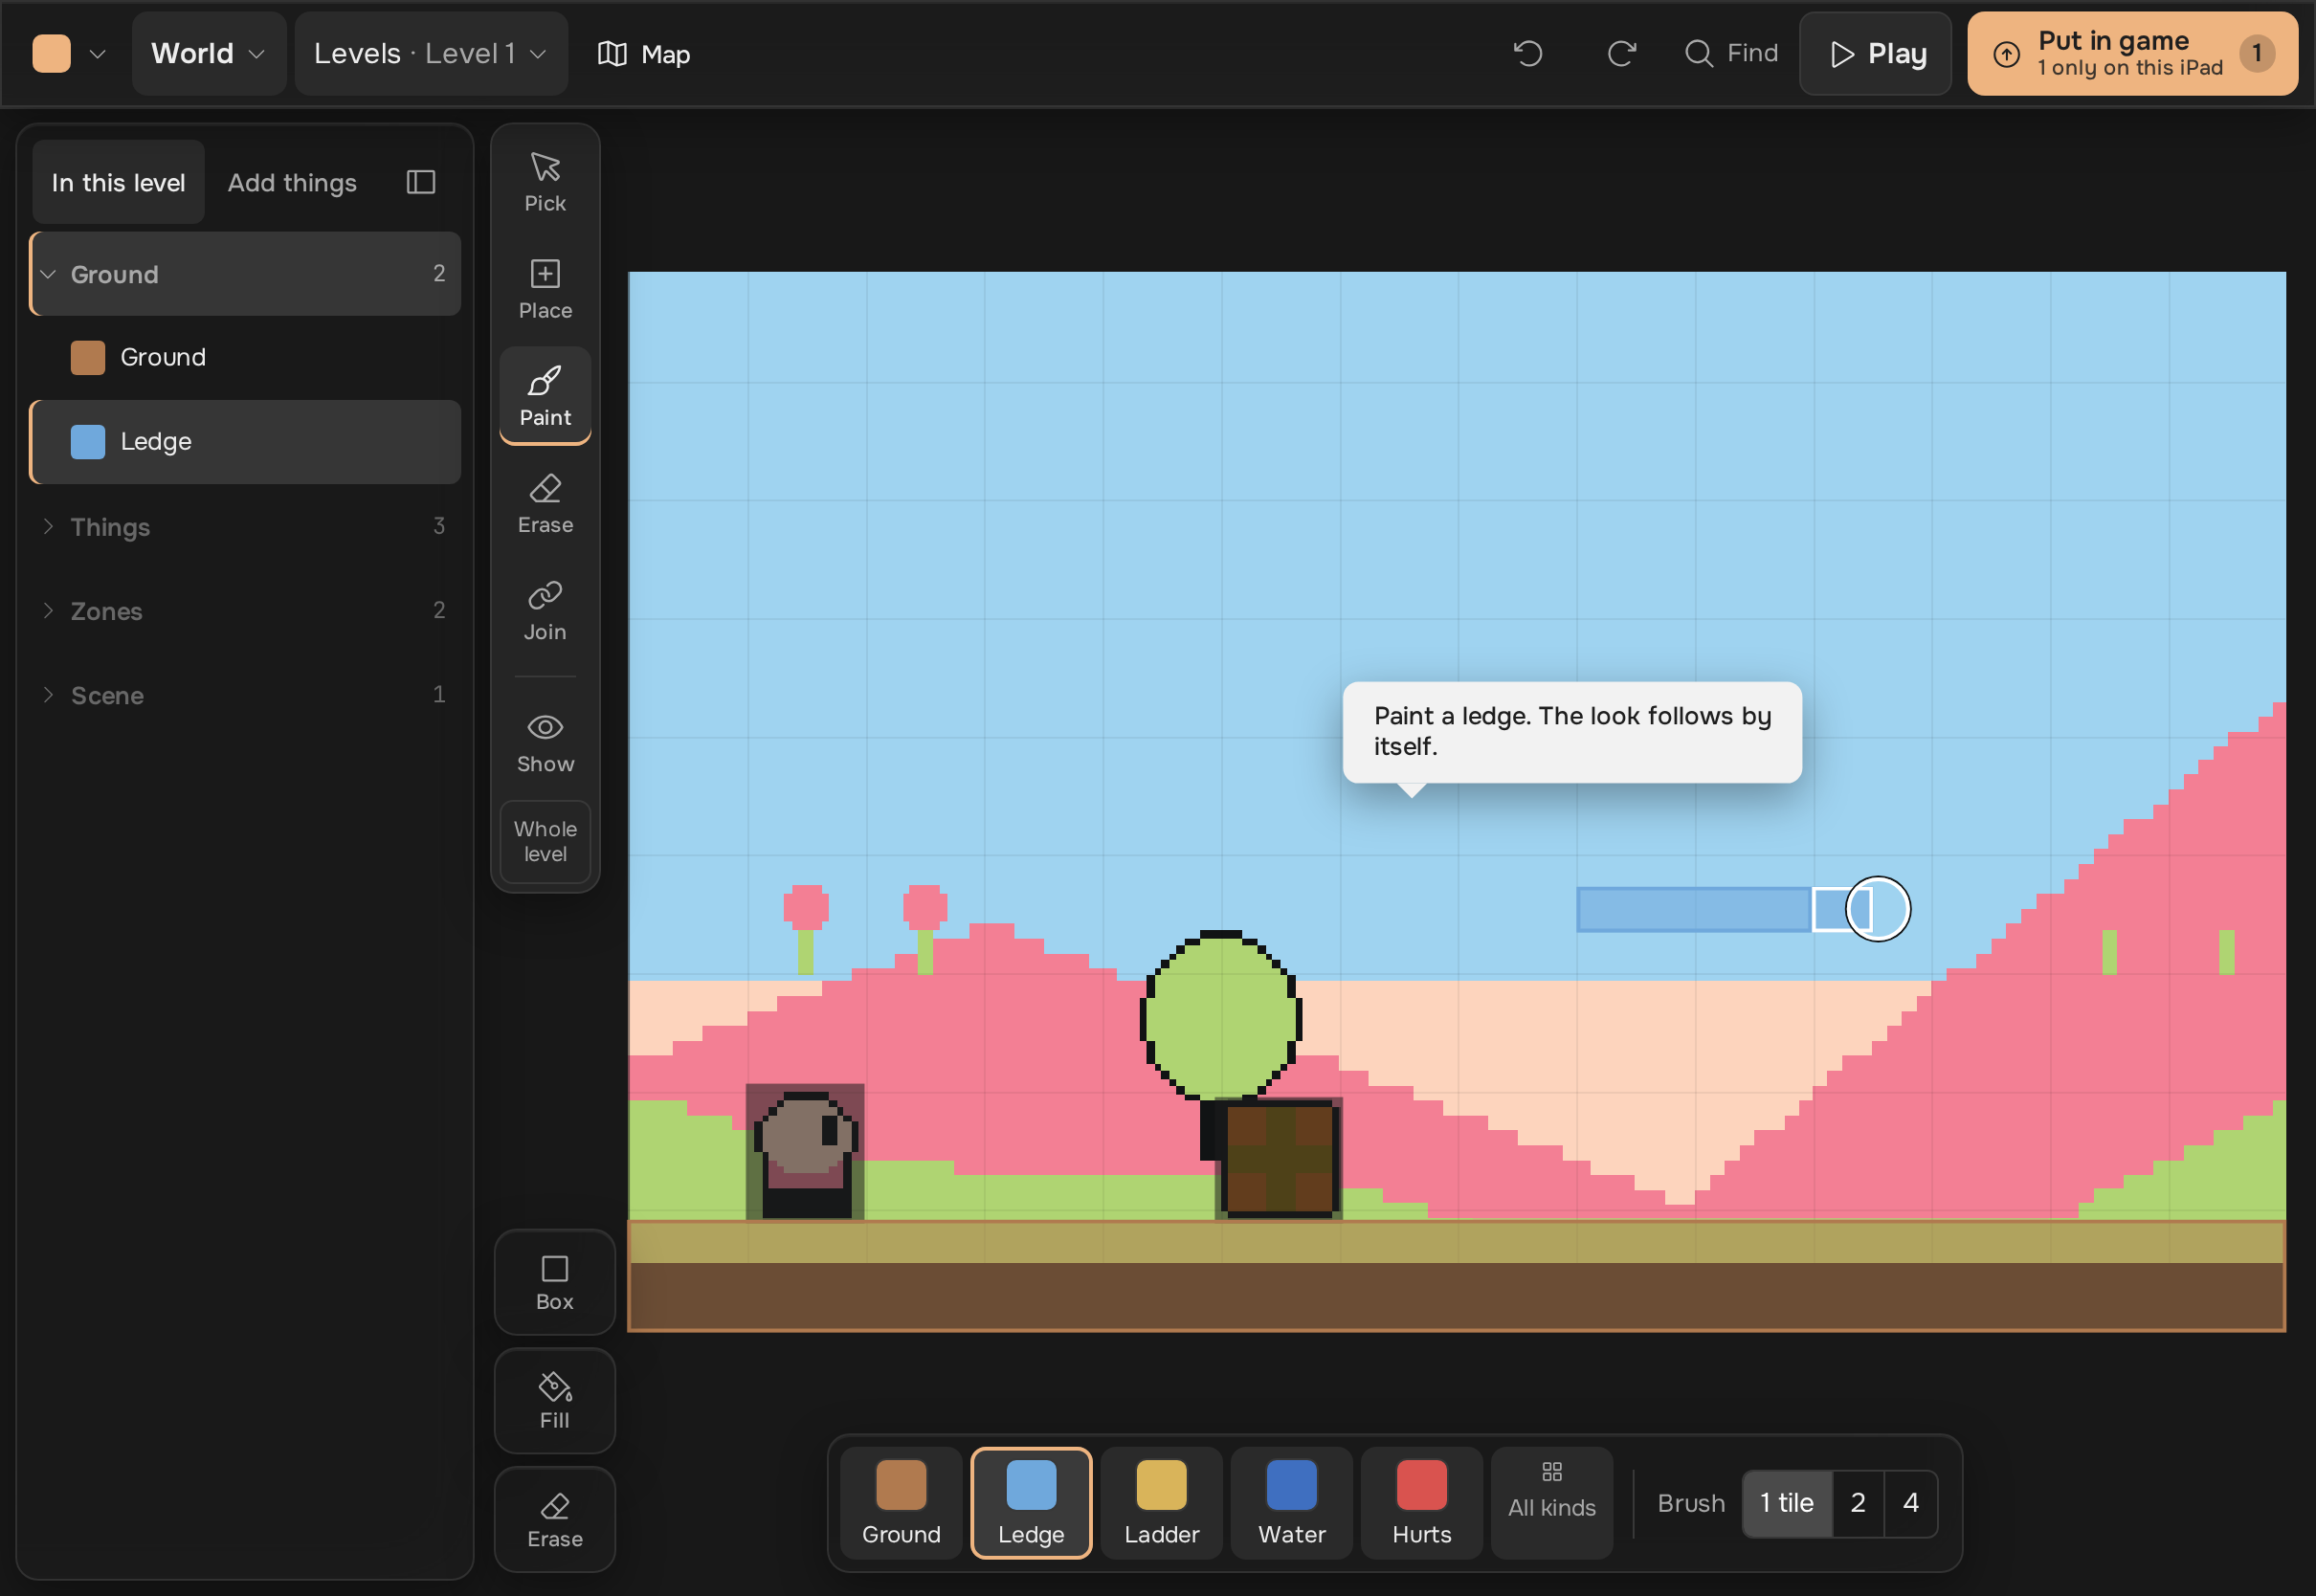 World
Levels · Level 1
Map
Find
Play
Put in game
1 only on this iPad
1
In this level
Add things
Ground
2
Ground
Ledge
Things
3
Zones
2
Scene
1
Pick
Place
Paint
Erase
Join
Show
Whole
level
Paint a ledge. The look follows by
itself.
Box
Fill
Erase
Ground
Ledge
Ladder
Water
Hurts
All kinds
Brush
1 tile
2
4